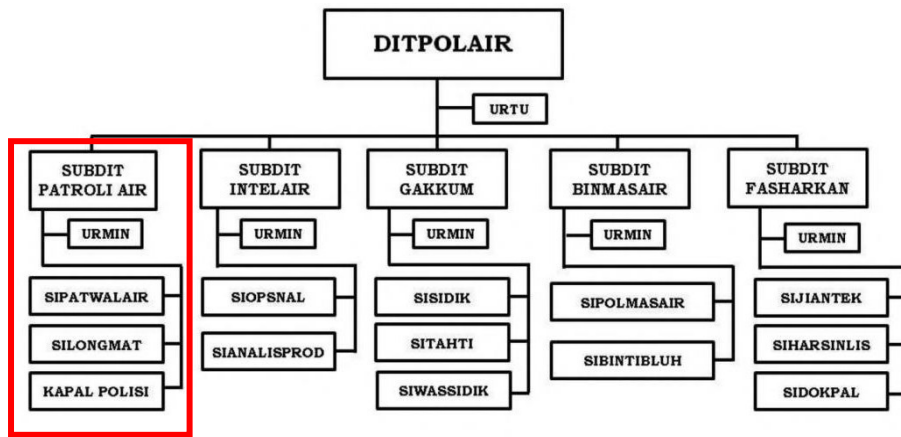 DITPOLAIR
URTU
SUBDIT
PATROLI AIR
URMIN
SIPATWALAIR
SILONGMAT
KAPAL POLISI
SUBDIT
INTELAIR
URMIN
SIOPSNAL
SIANALISPROD
SUBDIT
GAKKUM
URMIN
SISIDIK
SITAHTI
SIWASSIDIK
SUBDIT
BINMASAIR
URMIN
SIPOLMASAIR
SIBINTIBLUH
SUBDIT
FASHARKAN
URMIN
SIJIANTEK
SIHARSINLIS
SIDOKPAL